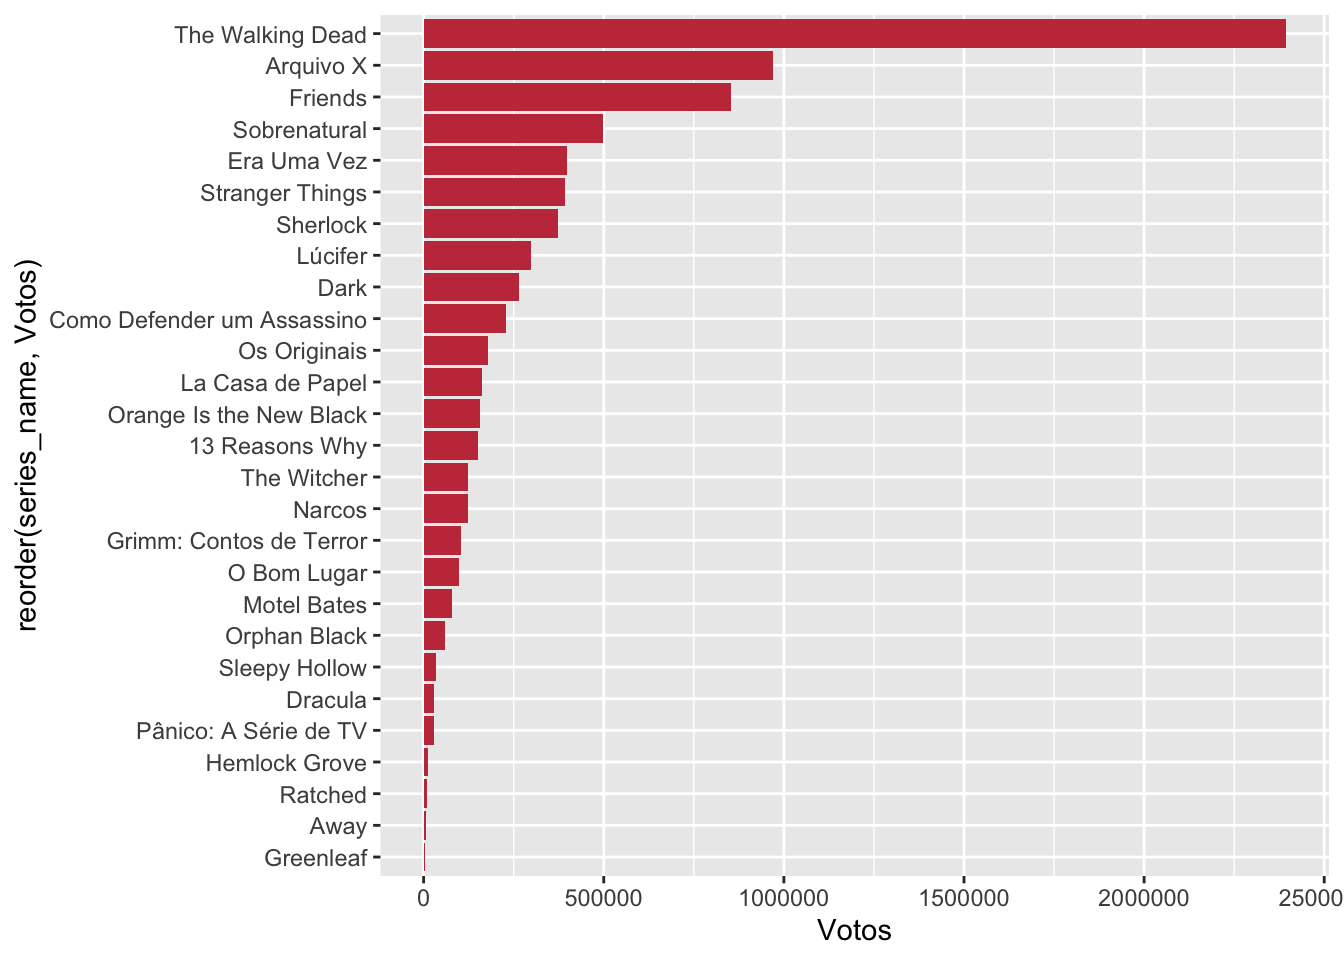 The Walking Dead
Arquivo X
Friends
Sobrenatural
Era Uma Vez
Stranger Things
Sherlock
Lúcifer
Dark
Como Defender um Assassino
Os Originais
La Casa de Papel
Orange Is the New Black
13 Reasons Why
The Witcher
Narcos
Grimm: Contos de Terror
O Bom Lugar
Motel Bates
Orphan Black
Sleepy Hollow
Dracula
Pânico: A Série de TV
Hemlock Grove
Ratched
Away
Greenleaf
reorder(series_name, Votos)
0 500000 1000000 1500000 2000000 25000
Votos